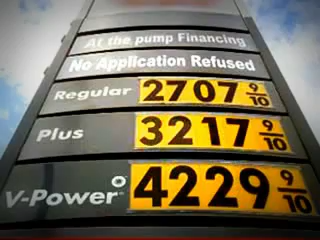 At the pump Financing
No Application Refused
Regular 2707 9/10
Plus 3217 9/10
V-Power 4229 9/10